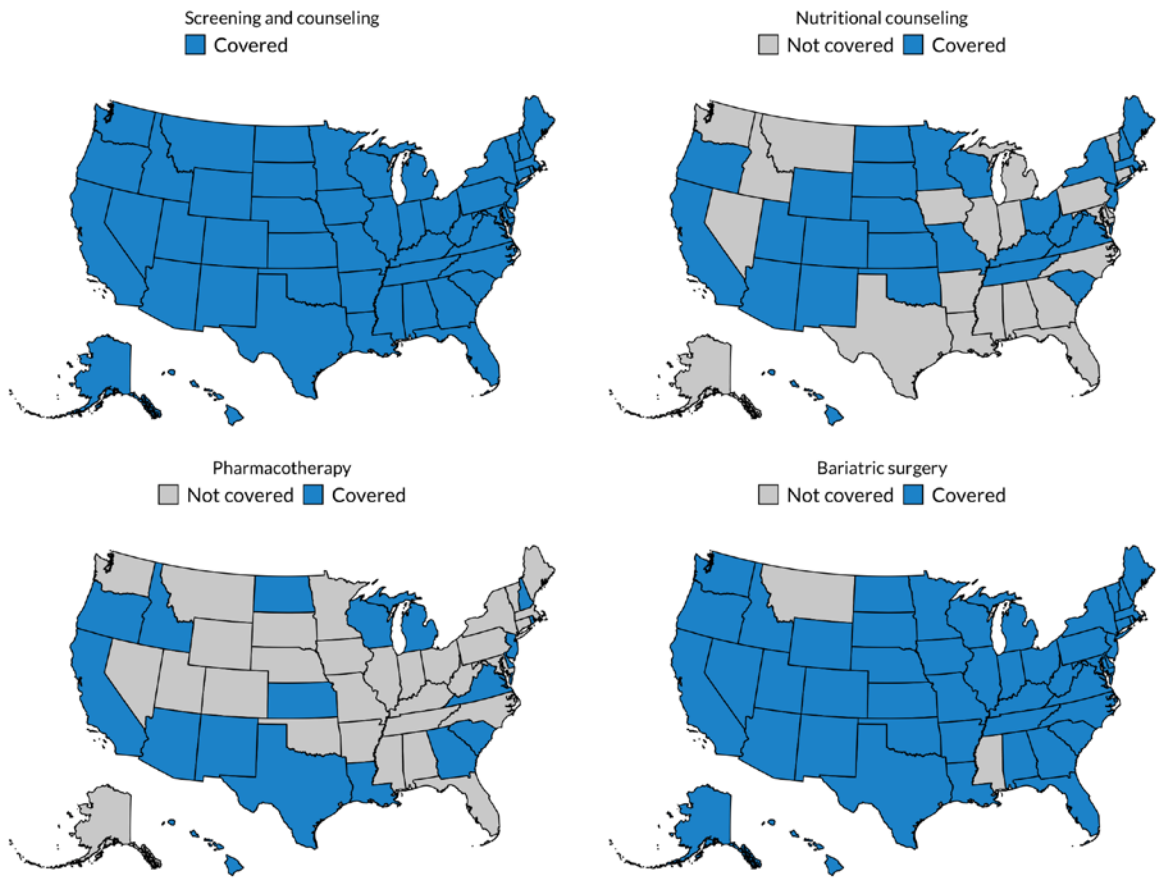 Screening and counseling
Covered
Nutritional counseling
Not covered Covered
Pharmacotherapy
Not covered Covered
Bariatric surgery
Not covered Covered